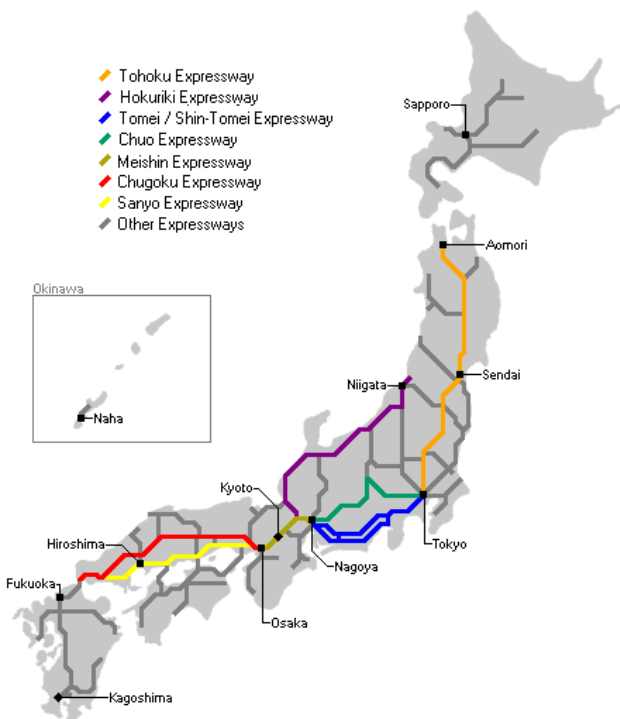 Tohoku Expressway
Hokuriki Expressway
Tomei / Shin-Tomei Expressway
Chuo Expressway
Meishin Expressway
Chugoku Expressway
Sanyo Expressway
Other Expressways
Sapporo
Aomori
Okinawa
Naha
Niigata
Sendai
Kyoto
Hiroshima
Tokyo
Nagoya
Fukuoka
Osaka
Kagoshima